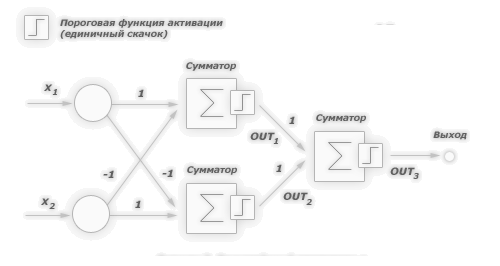 Пороговая функция активации
(единичный скачок)
Сумматор
X1
1
∑
OUT1
1
Сумматор
∑
Выход
OUT3
-1
-1
Сумматор
1
X2
1
∑
OUT2